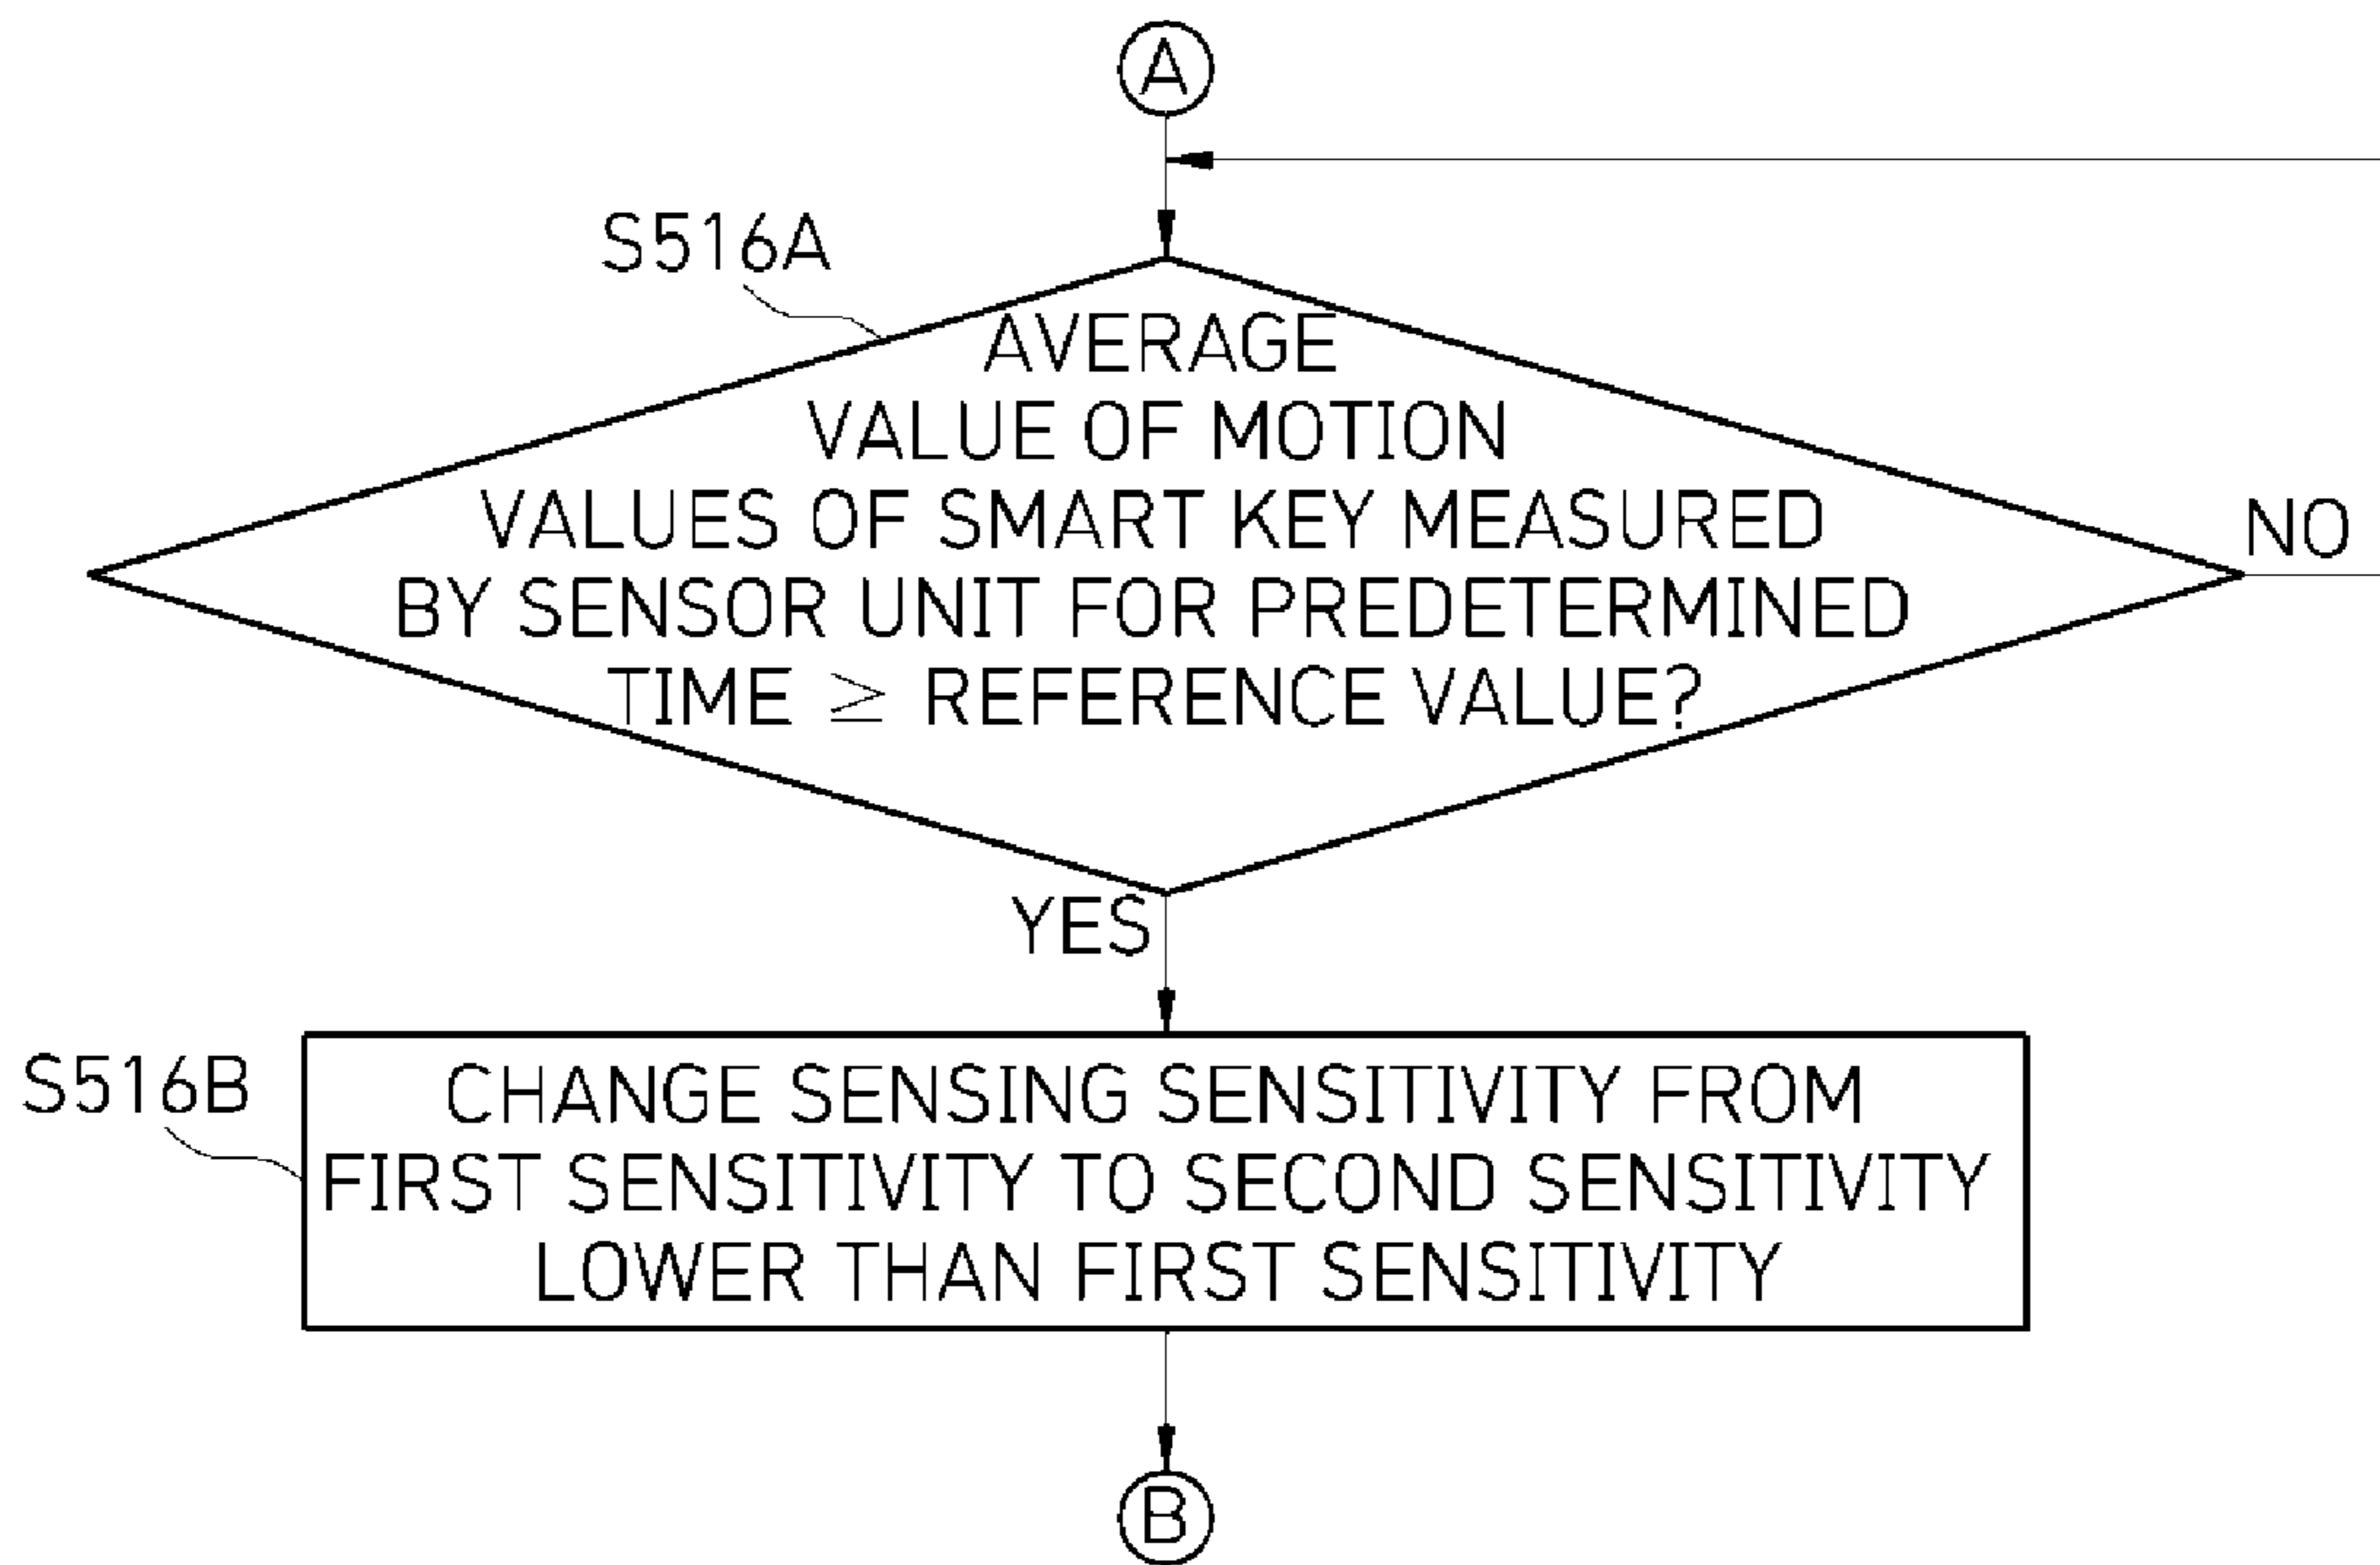 A
S516A
AVERAGE
VALUE OF MOTION
VALUES OF SMART KEY MEASURED
BY SENSOR UNIT FOR PREDETERMINED
TIME ≥ REFERENCE VALUE?
NO
YES
S516B
CHANGE SENSING SENSITIVITY FROM
FIRST SENSITIVITY TO SECOND SENSITIVITY
LOWER THAN FIRST SENSITIVITY
B